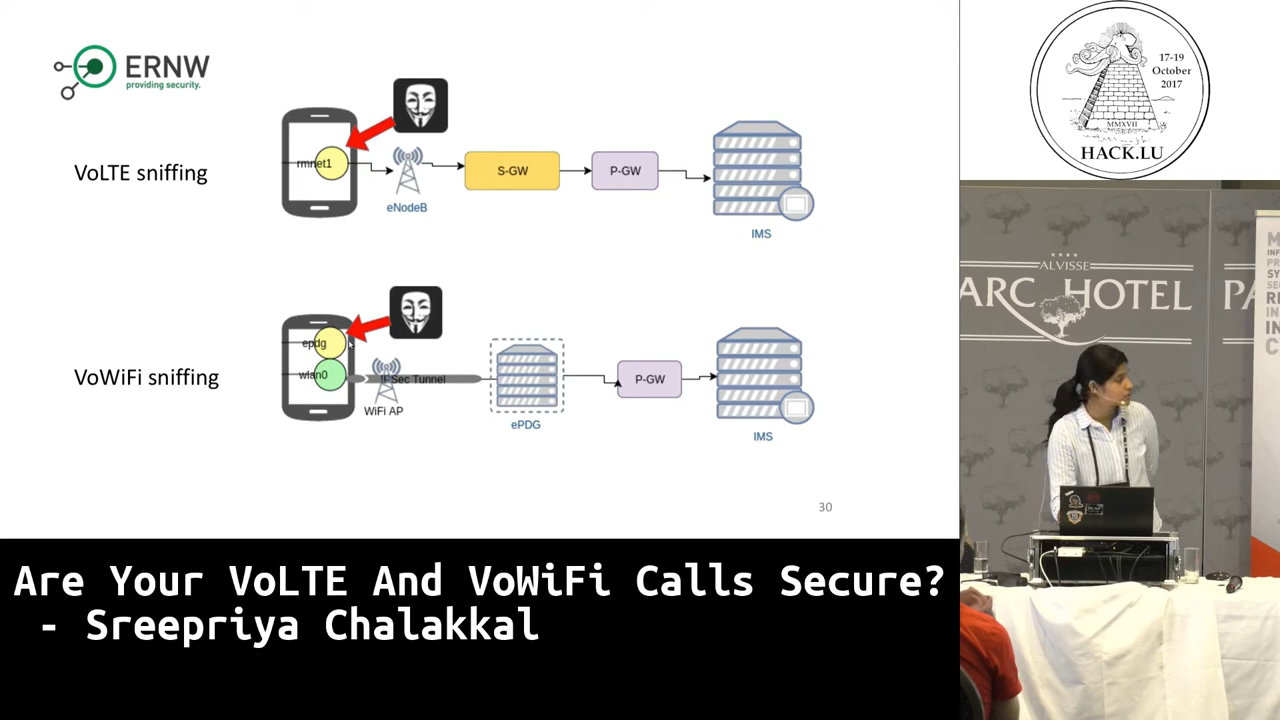 ERNW
providing security.
VoLTE sniffing
rmnet1
eNodeB
S-GW
P-GW
IMS
VoWiFi sniffing
epdg
wlan0
Sec Tunnel
WiFi AP
ePDG
P-GW
IMS
30
17-19
October
2017
MMXVII
HACK.LU
ALVISSE
ARC HOTEL
PA
Are Your VoLTE And VoWiFi Calls Secure?
- Sreepriya Chalakkal